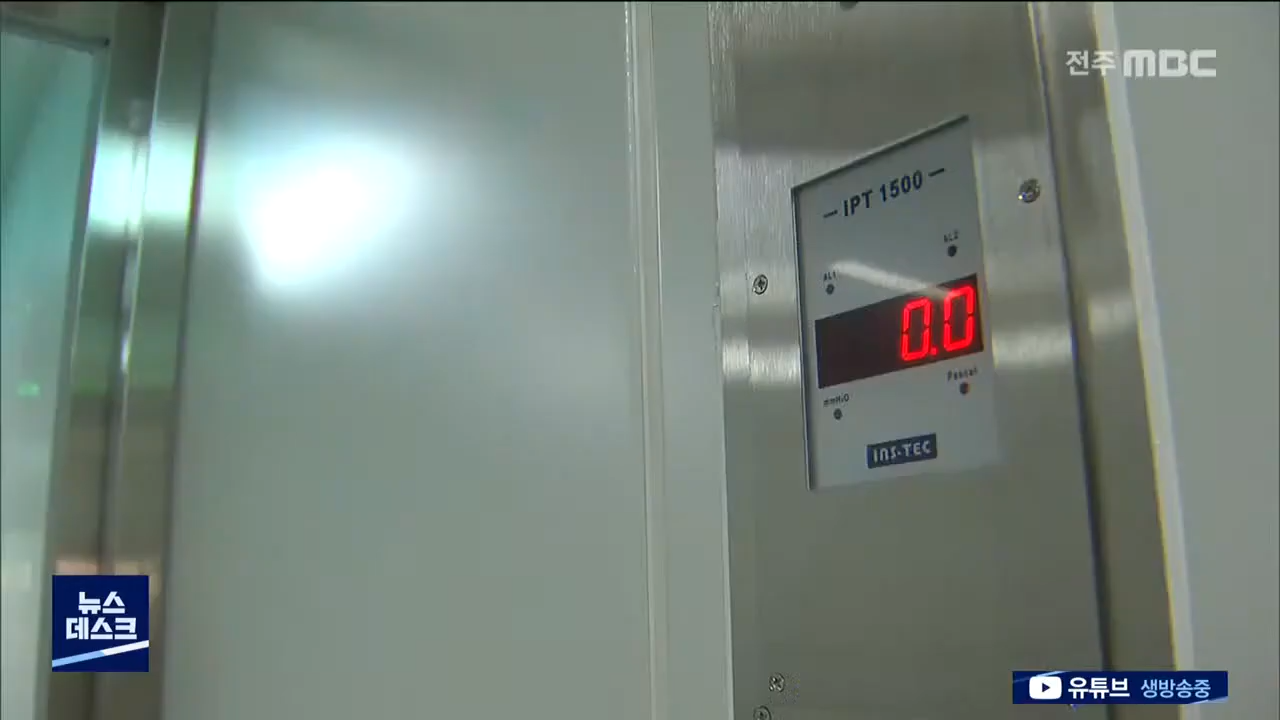 전주 MBC
— IPT 1500 —
AL1
AL2
0.0
mmH₂O
Pascal
INS·TEC
뉴스
데스크
유튜브 생방송중